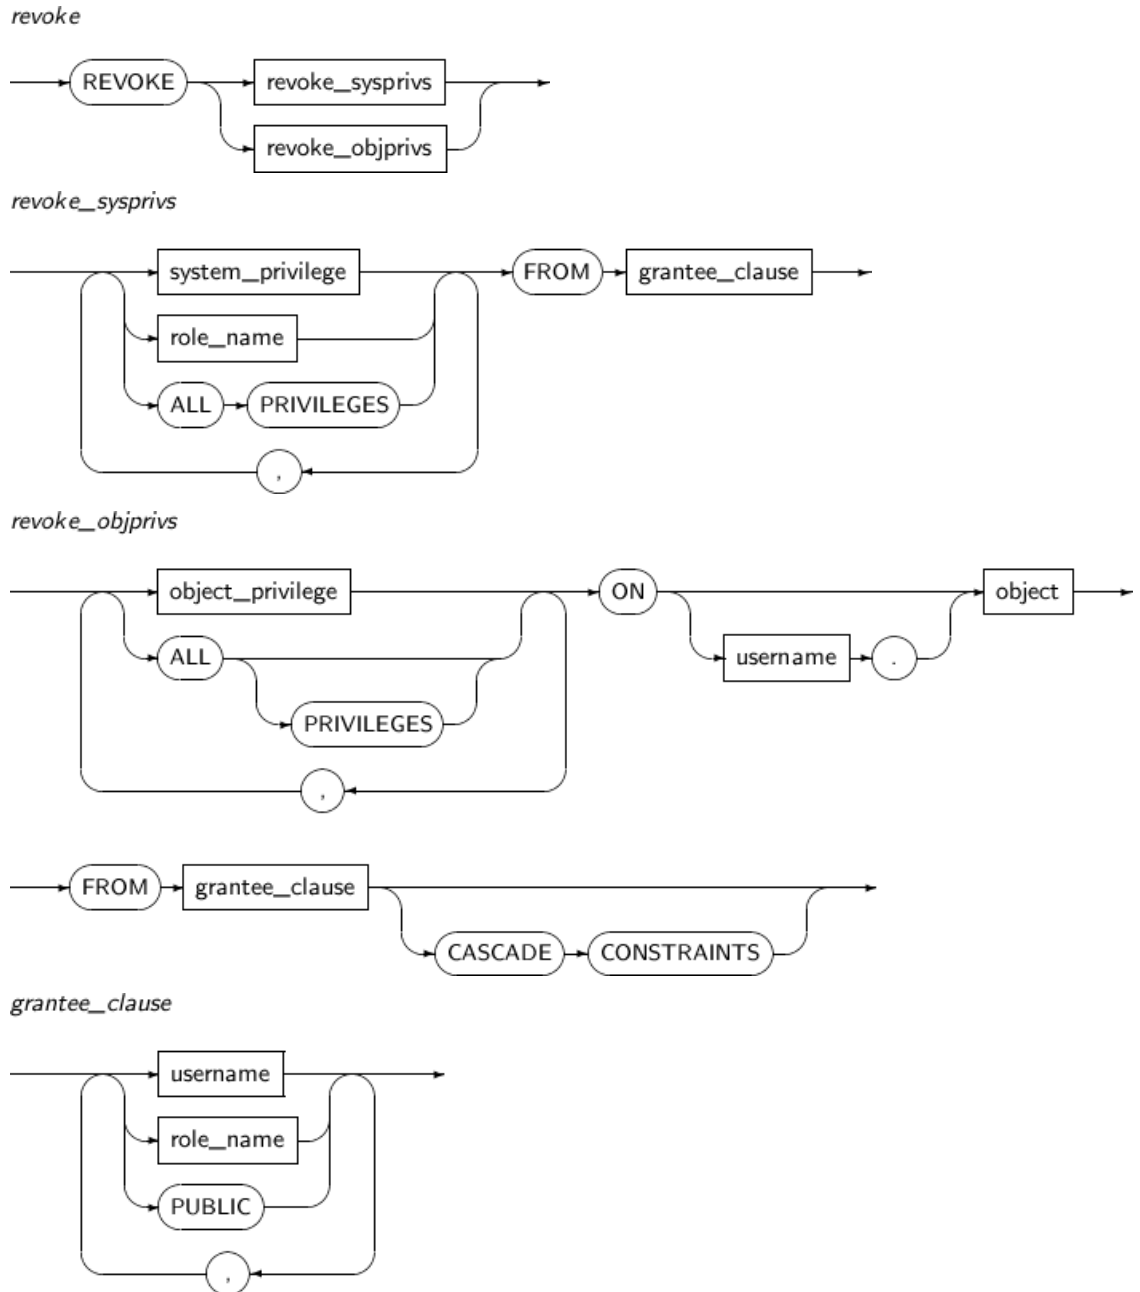 revoke
REVOKE revoke_sysprivs
revoke_objprivs
revoke_sysprivs
system_privilege FROM grantee_clause
role_name
ALL PRIVILEGES
,
revoke_objprivs
object_privilege ON object
ALL username .
PRIVILEGES
,
FROM grantee_clause
CASCADE CONSTRAINTS
grantee_clause
username
role_name
PUBLIC
,